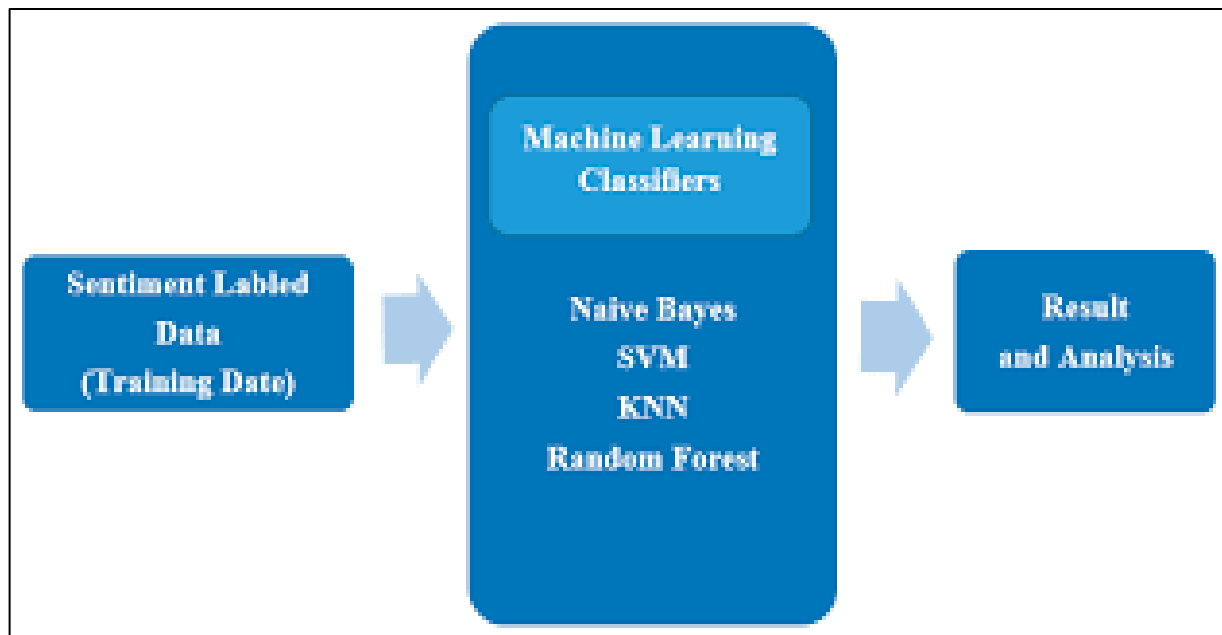 Sentiment Labled
Data
(Training Date)
Machine Learning
Classifiers
Naive Bayes
SVM
KNN
Random Forest
Result
and Analysis